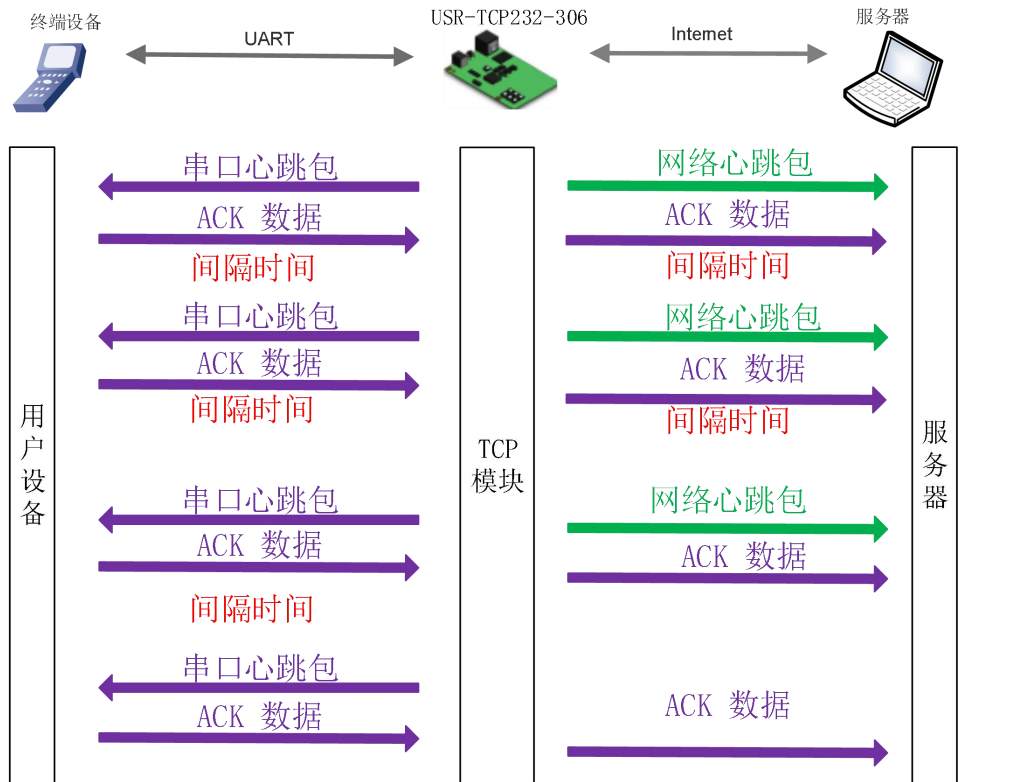 终端设备
UART
USR-TCP232-306
Internet
服务器
串口心跳包
网络心跳包
ACK 数据
ACK 数据
间隔时间
间隔时间
串口心跳包
网络心跳包
ACK 数据
ACK 数据
间隔时间
间隔时间
用户设备
TCP
模块
服务器
串口心跳包
网络心跳包
ACK 数据
ACK 数据
间隔时间
串口心跳包
ACK 数据
ACK 数据